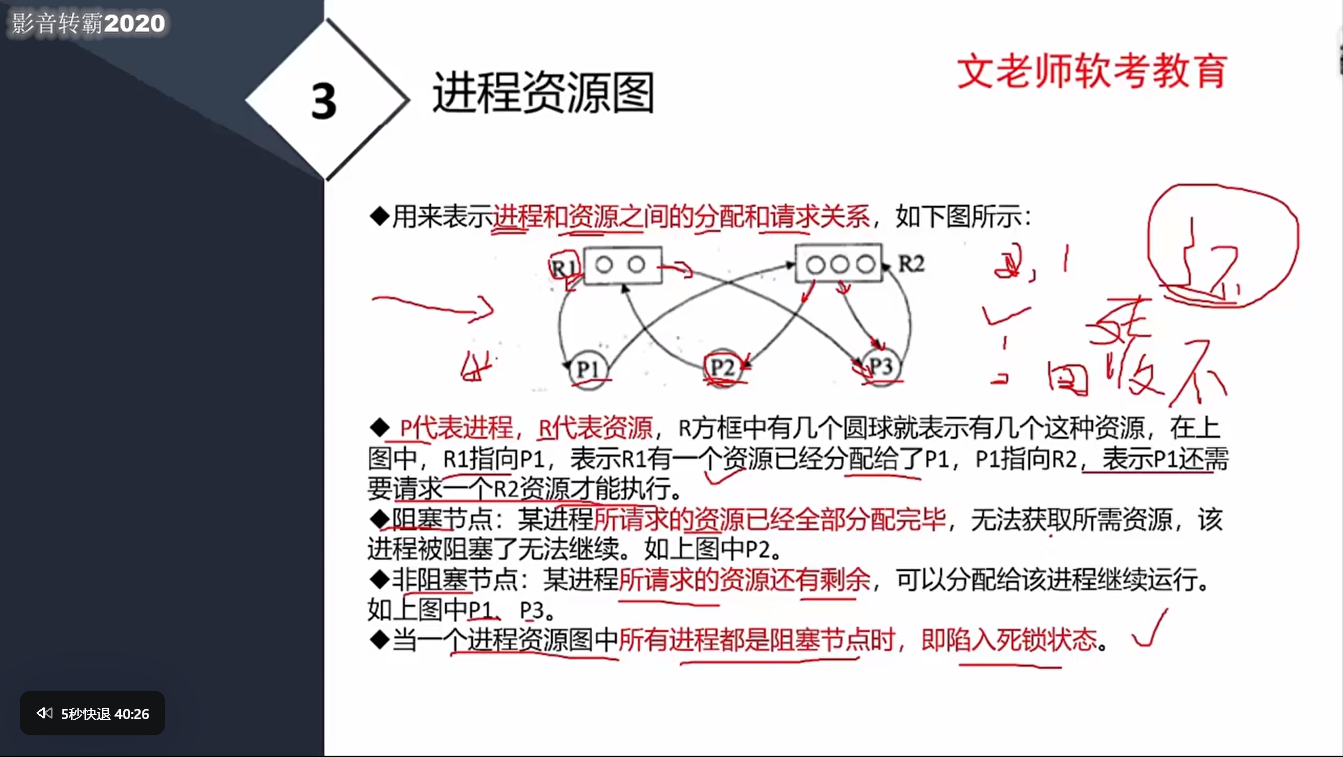 影音转霸2020
3
进程资源图
文老师软考教育
◆用来表示进程和资源之间的分配和请求关系，如下图所示：
R1
R2
P1
P2
P3
2, 1
死
回收不
◆ P代表进程，R代表资源，R方框中有几个圆球就表示有几个这种资源，在上
图中，R1指向P1，表示R1有一个资源已经分配给了P1，P1指向R2，表示P1还需
要请求一个R2资源才能执行。
◆阻塞节点：某进程所请求的资源已经全部分配完毕，无法获取所需资源，该
进程被阻塞了无法继续。如上图中P2。
◆非阻塞节点：某进程所请求的资源还有剩余，可以分配给该进程继续运行。
如上图中P1、P3。
◆当一个进程资源图中所有进程都是阻塞节点时，即陷入死锁状态。
5秒快退 40:26